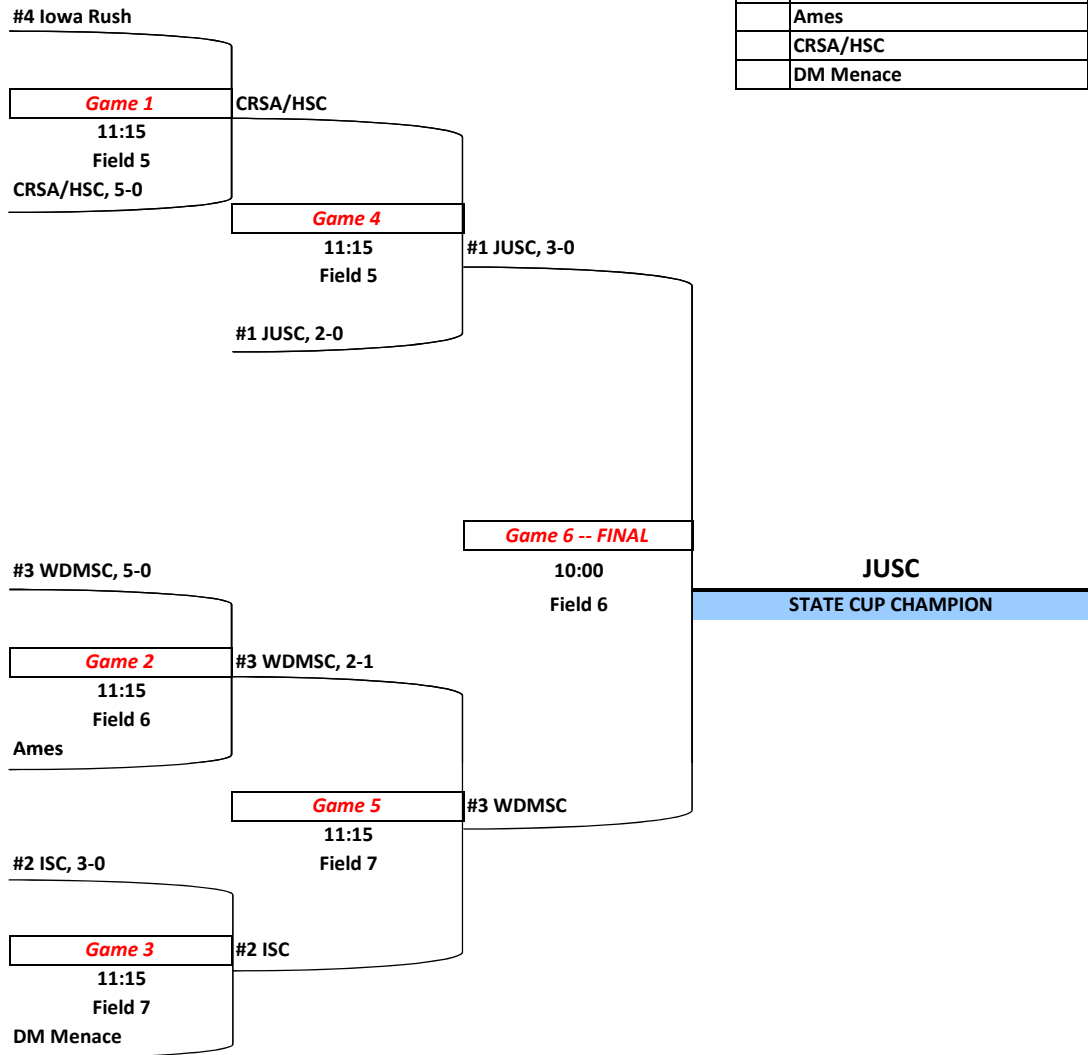 #4 Iowa Rush
Ames
CRSA/HSC
DM Menace
Game 1
CRSA/HSC
11:15
Field 5
CRSA/HSC, 5-0
Game 4
11:15
#1 JUSC, 3-0
Field 5
#1 JUSC, 2-0
Game 6 -- FINAL
#3 WDMSC, 5-0
10:00
JUSC
Field 6
STATE CUP CHAMPION
Game 2
#3 WDMSC, 2-1
11:15
Field 6
Ames
Game 5
#3 WDMSC
11:15
#2 ISC, 3-0
Field 7
Game 3
#2 ISC
11:15
Field 7
DM Menace